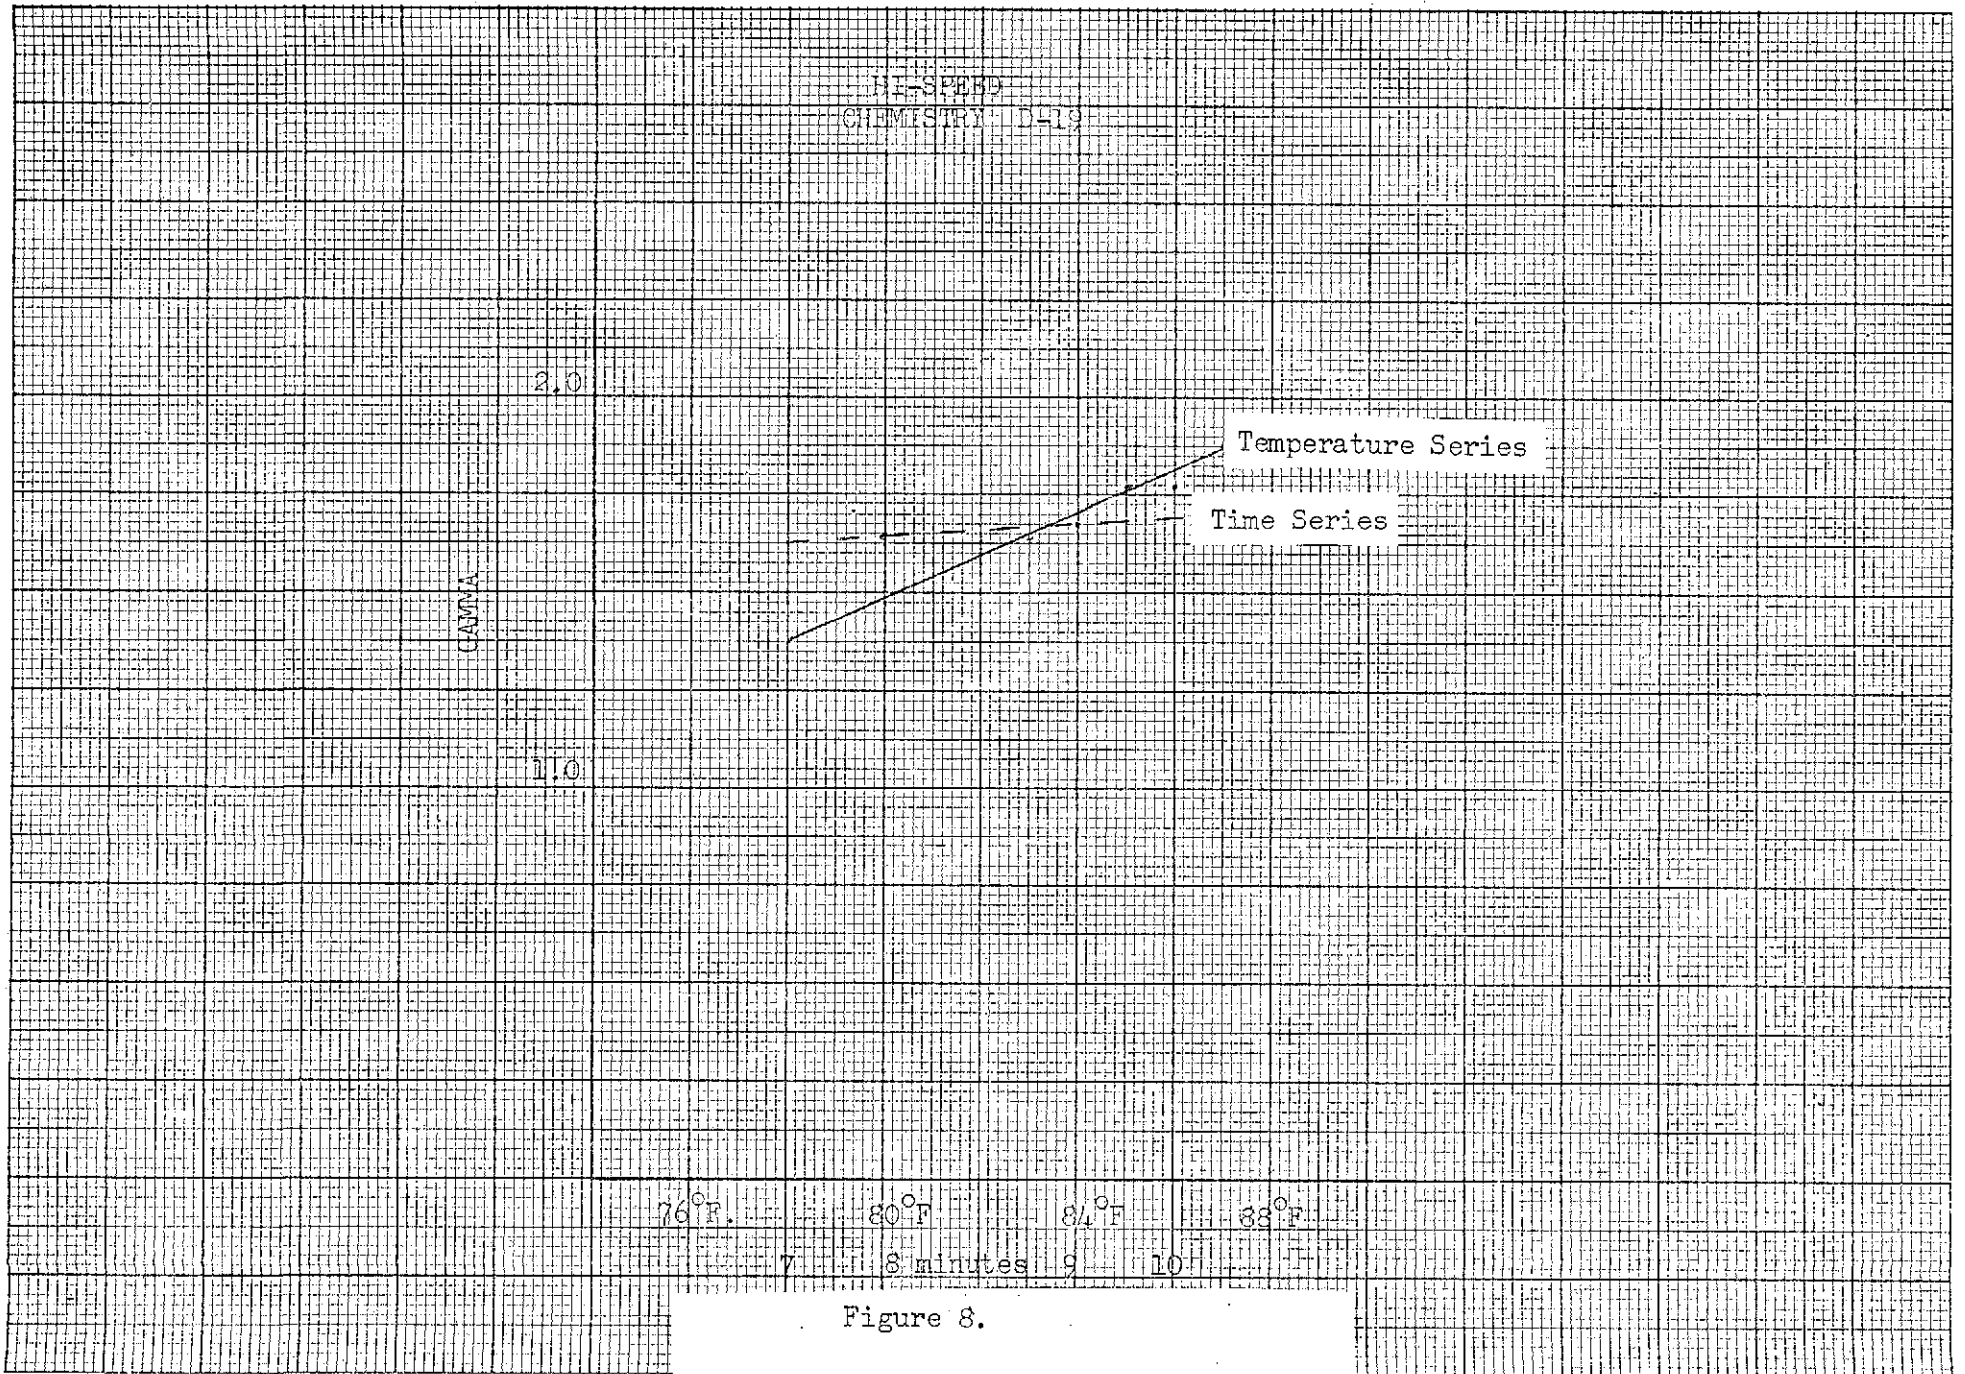 HI-SPEED
CHEMISTRY D-19
2.0
Temperature Series
Time Series
GAMMA
1.0
76°F. 80°F 84°F 88°F
7 8 minutes 9 10
Figure 8.